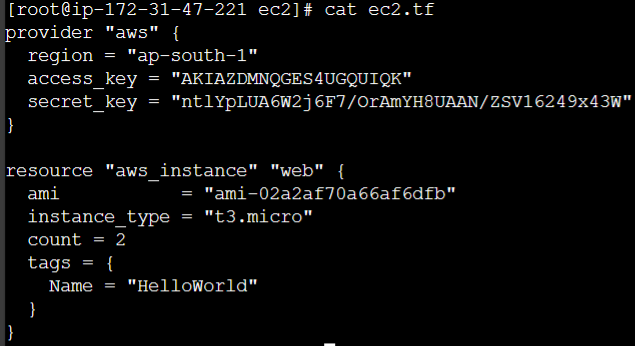 [root@ip-172-31-47-221 ec2]# cat ec2.tf
provider "aws" {
  region = "ap-south-1"
  access_key = "AKIAZDMNQGES4UGQUIQK"
  secret_key = "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"
}

resource "aws_instance" "web" {
  ami           = "ami-02a2af70a66af6dfb"
  instance_type = "t3.micro"
  count = 2
  tags = {
    Name = "HelloWorld"
  }
}